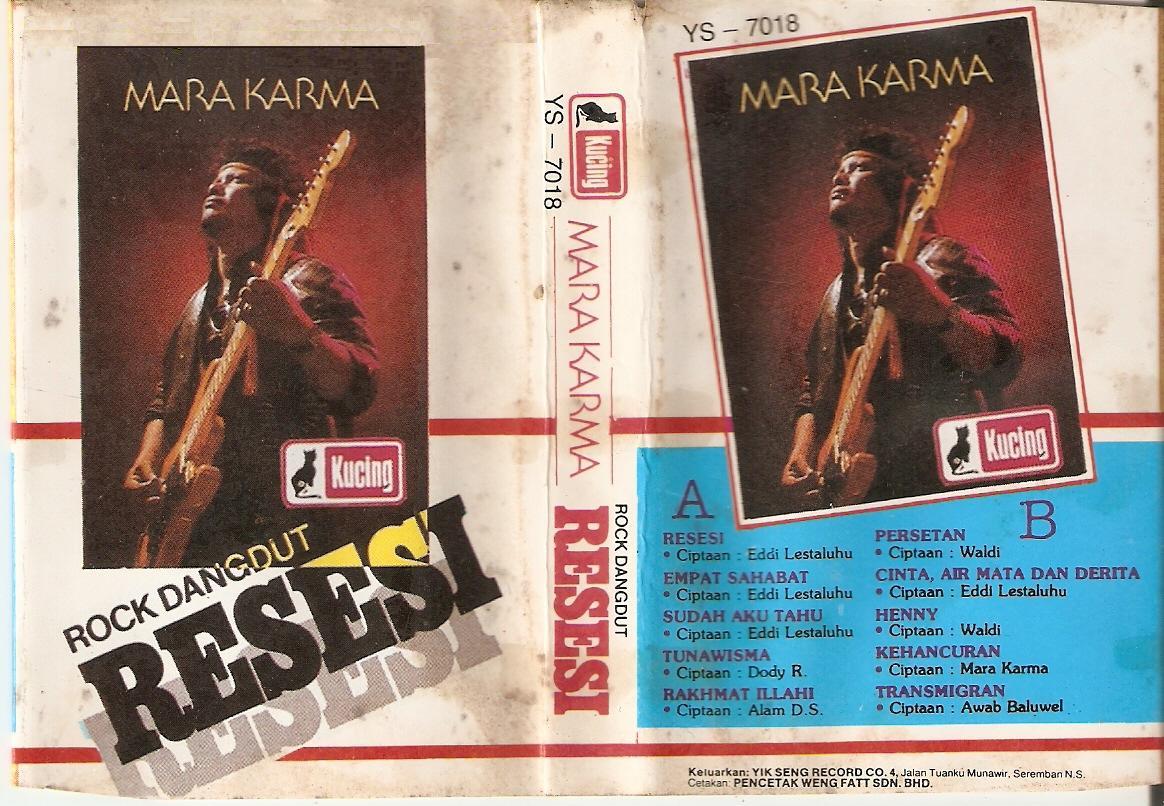 MARA KARMA
Kucing
ROCK DANGDUT
RESESI
RESESI
YS – 7018
Kucing
MARA KARMA
ROCK DANGDUT
RESESI
YS – 7018
MARA KARMA
Kucing
A
RESESI
• Ciptaan : Eddi Lestaluhu
EMPAT SAHABAT
• Ciptaan : Eddi Lestaluhu
SUDAH AKU TAHU
• Ciptaan : Eddi Lestaluhu
TUNAWISMA
• Ciptaan : Dody R.
RAKHMAT ILLAHI
• Ciptaan : Alam D.S.
B
PERSETAN
• Ciptaan : Waldi
CINTA, AIR MATA DAN DERITA
• Ciptaan : Eddi Lestaluhu
HENNY
• Ciptaan : Waldi
KEHANCURAN
• Ciptaan : Mara Karma
TRANSMIGRAN
• Ciptaan : Awab Baluwel
Keluarkan: YIK SENG RECORD CO. 4, Jalan Tuanku Munawir, Seremban N.S.
Cetakan: PENCETAK WENG FATT SDN. BHD.